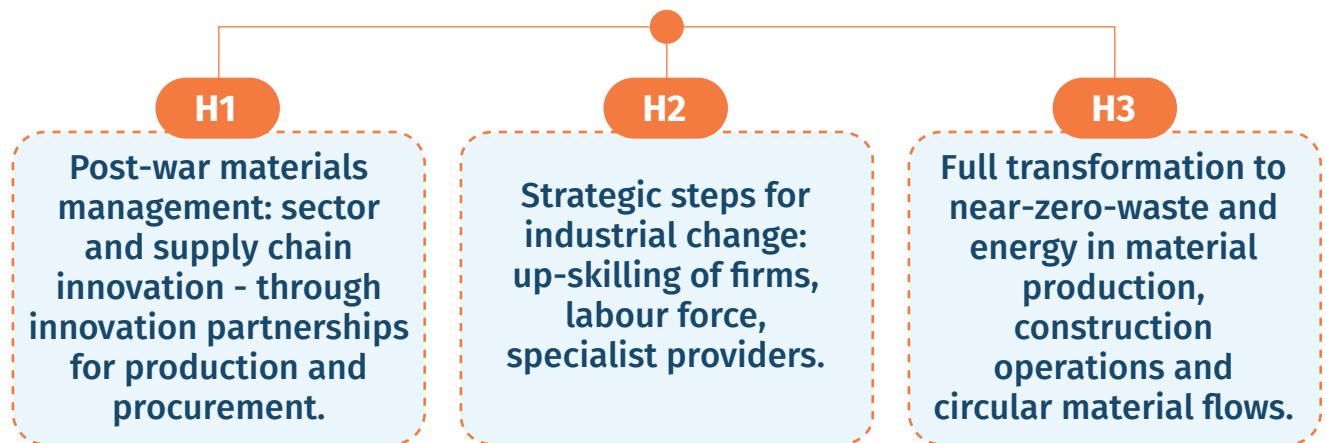 H1
Post-war materials
management: sector
and supply chain
innovation - through
innovation partnerships
for production and
procurement.
H2
Strategic steps for
industrial change:
up-skilling of firms,
labour force,
specialist providers.
H3
Full transformation to
near-zero-waste and
energy in material
production,
construction
operations and
circular material flows.